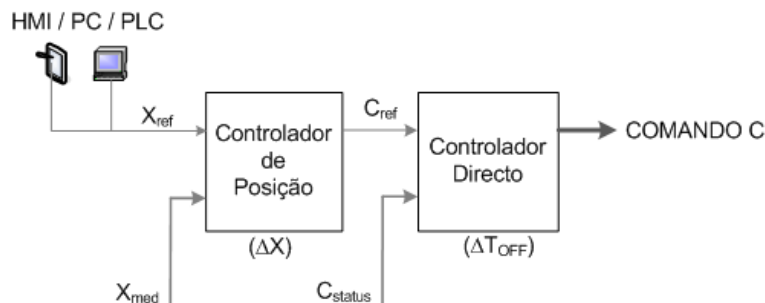 HMI / PC / PLC
Xref
Controlador
de
Posição
(ΔX)
Cref
Controlador
Directo
(ΔTOFF)
COMANDO C
Xmed
Cstatus